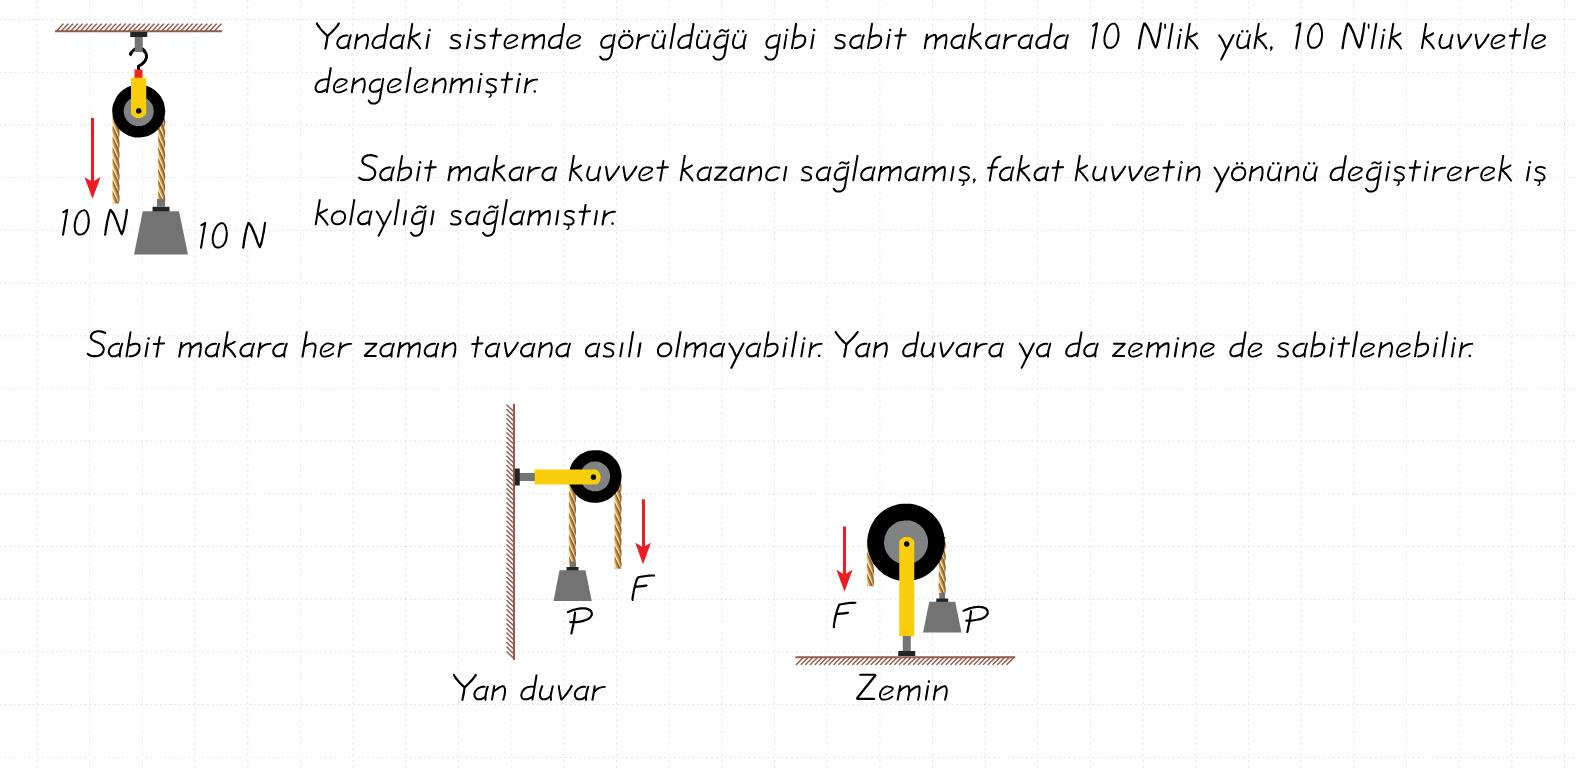 Yandaki sistemde görüldüğü gibi sabit makarada 10 N'lik yük, 10 N'lik kuvvetle
dengelenmiştir.
Sabit makara kuvvet kazancı sağlamamış, fakat kuvvetin yönünü değiştirerek iş
kolaylığı sağlamıştır.
10 N
10 N
Sabit makara her zaman tavana asılı olmayabilir. Yan duvara ya da zemine de sabitlenebilir.
F
P
Yan duvar
F
P
Zemin